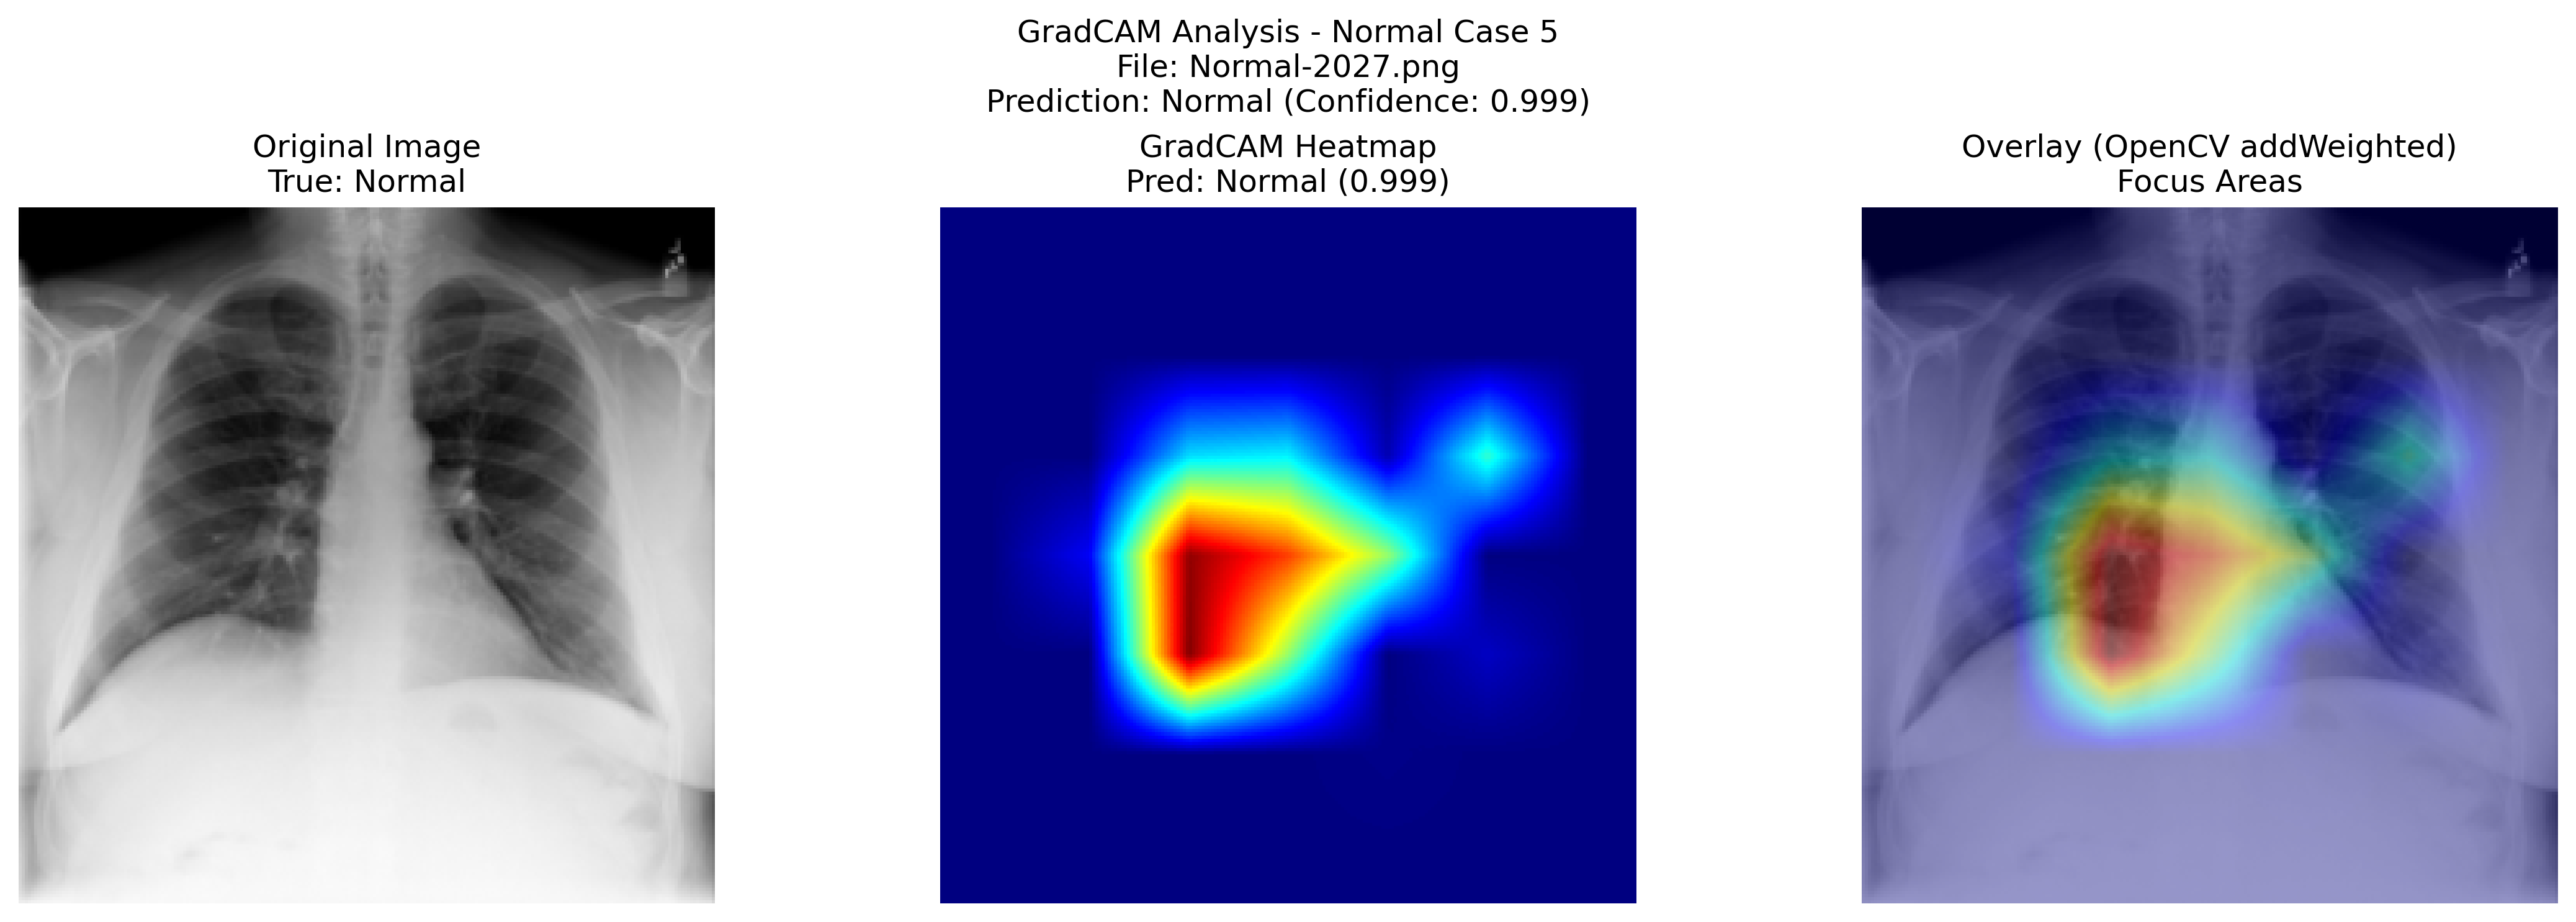 GradCAM Analysis - Normal Case 5
File: Normal-2027.png
Prediction: Normal (Confidence: 0.999)
Original Image
True: Normal
GradCAM Heatmap
Pred: Normal (0.999)
Overlay (OpenCV addWeighted)
Focus Areas